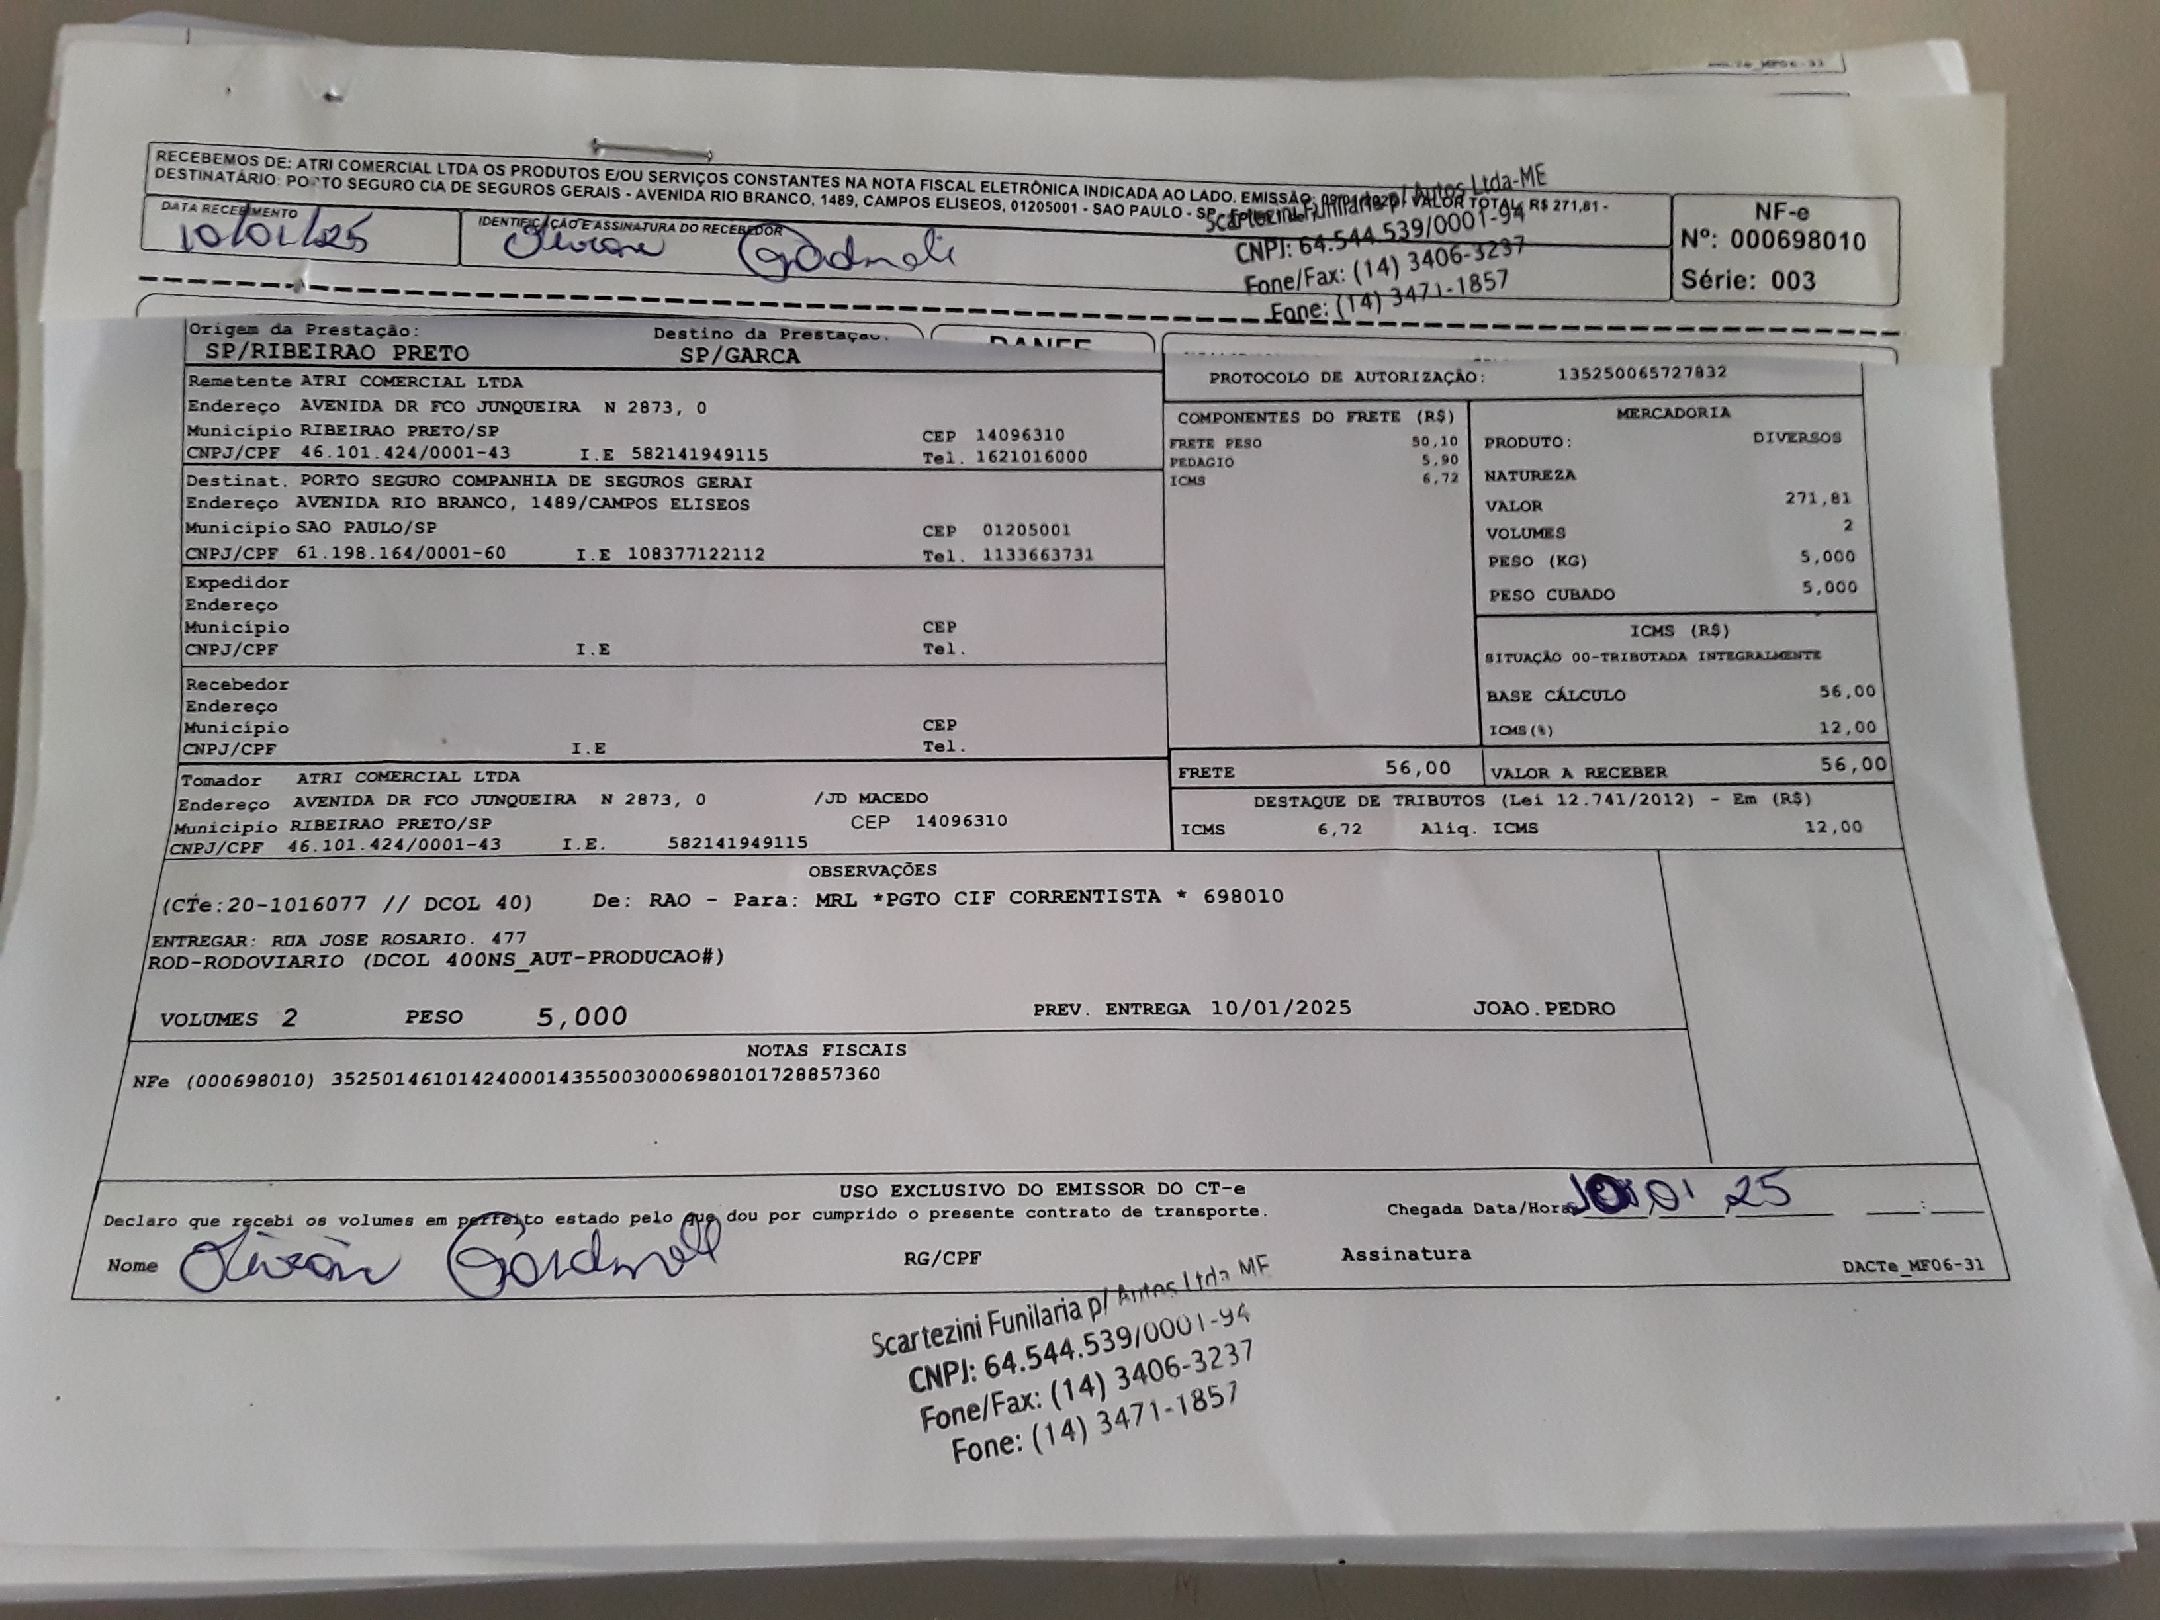 RECEBEMOS DE: ATRI COMERCIAL LTDA OS PRODUTOS E/OU SERVIÇOS CONSTANTES NA NOTA FISCAL ELETRÔNICA INDICADA AO LADO. EMISSÃO: VALOR TOTAL: R$ 271,81 -
DESTINATÁRIO: PORTO SEGURO CIA DE SEGUROS GERAIS - AVENIDA RIO BRANCO, 1489, CAMPOS ELISEOS, 01205001 - SAO PAULO - SP
DATA RECEBIMENTO
10/01/25
IDENTIFICAÇÃO E ASSINATURA DO RECEBEDOR
Scartezini Funilaria p/ Autos Ltda-ME
CNPJ: 64.544.539/0001-94
Fone/Fax: (14) 3406-3237
Fone: (14) 3471-1857
NF-e
Nº: 000698010
Série: 003
DANFE
Origem da Prestação: Destino da Prestação:
SP/RIBEIRAO PRETO SP/GARCA
Remetente ATRI COMERCIAL LTDA
Endereço AVENIDA DR FCO JUNQUEIRA N 2873, 0
Município RIBEIRAO PRETO/SP CEP 14096310
CNPJ/CPF 46.101.424/0001-43 I.E 582141949115 Tel. 1621016000
Destinat. PORTO SEGURO COMPANHIA DE SEGUROS GERAI
Endereço AVENIDA RIO BRANCO, 1489/CAMPOS ELISEOS
Município SAO PAULO/SP CEP 01205001
CNPJ/CPF 61.198.164/0001-60 I.E 108377122112 Tel. 1133663731
Expedidor
Endereço
Município CEP
CNPJ/CPF I.E Tel.
Recebedor
Endereço
Município CEP
CNPJ/CPF I.E Tel.
Tomador ATRI COMERCIAL LTDA
Endereço AVENIDA DR FCO JUNQUEIRA N 2873, 0 /JD MACEDO
Município RIBEIRAO PRETO/SP CEP 14096310
CNPJ/CPF 46.101.424/0001-43 I.E. 582141949115
PROTOCOLO DE AUTORIZAÇÃO: 135250065727832
COMPONENTES DO FRETE (R$)
FRETE PESO 50,10
PEDAGIO 5,90
ICMS 6,72
MERCADORIA
PRODUTO: DIVERSOS
NATUREZA
VALOR 271,81
VOLUMES 2
PESO (KG) 5,000
PESO CUBADO 5,000
ICMS (R$)
SITUAÇÃO 00-TRIBUTADA INTEGRALMENTE
BASE CÁLCULO 56,00
ICMS(%) 12,00
FRETE 56,00 VALOR A RECEBER 56,00
DESTAQUE DE TRIBUTOS (Lei 12.741/2012) - Em (R$)
ICMS 6,72 Aliq. ICMS 12,00
OBSERVAÇÕES
(CTe:20-1016077 // DCOL 40) De: RAO - Para: MRL *PGTO CIF CORRENTISTA * 698010
ENTREGAR: RUA JOSE ROSARIO. 477
ROD-RODOVIARIO (DCOL 400NS_AUT-PRODUCAO#)
VOLUMES 2 PESO 5,000 PREV. ENTREGA 10/01/2025 JOAO.PEDRO
NOTAS FISCAIS
NFe (000698010) 35250146101424000143550030006980101728857360
USO EXCLUSIVO DO EMISSOR DO CT-e
Declaro que recebi os volumes em perfeito estado pelo que dou por cumprido o presente contrato de transporte. Chegada Data/Hora 10 01 25 :
Nome RG/CPF Assinatura
DACTe_MF06-31
Scartezini Funilaria p/ Autos Ltda ME
CNPJ: 64.544.539/0001-94
Fone/Fax: (14) 3406-3237
Fone: (14) 3471-1857